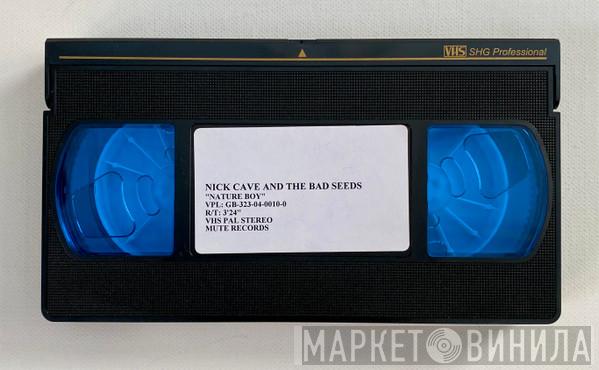 VHS SHG Professional
NICK CAVE AND THE BAD SEEDS
"NATURE BOY"
VPL: GB-323-04-0010-0
R/T: 3'24"
VHS PAL STEREO
MUTE RECORDS
МАРКЕТ ВИНИЛА